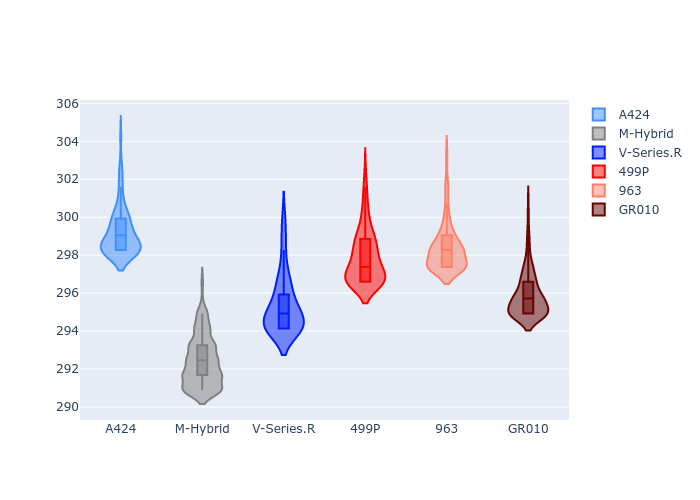 306
304
302
300
298
296
294
292
290
A424
M-Hybrid
V-Series.R
499P
963
GR010
A424
M-Hybrid
V-Series.R
499P
963
GR010